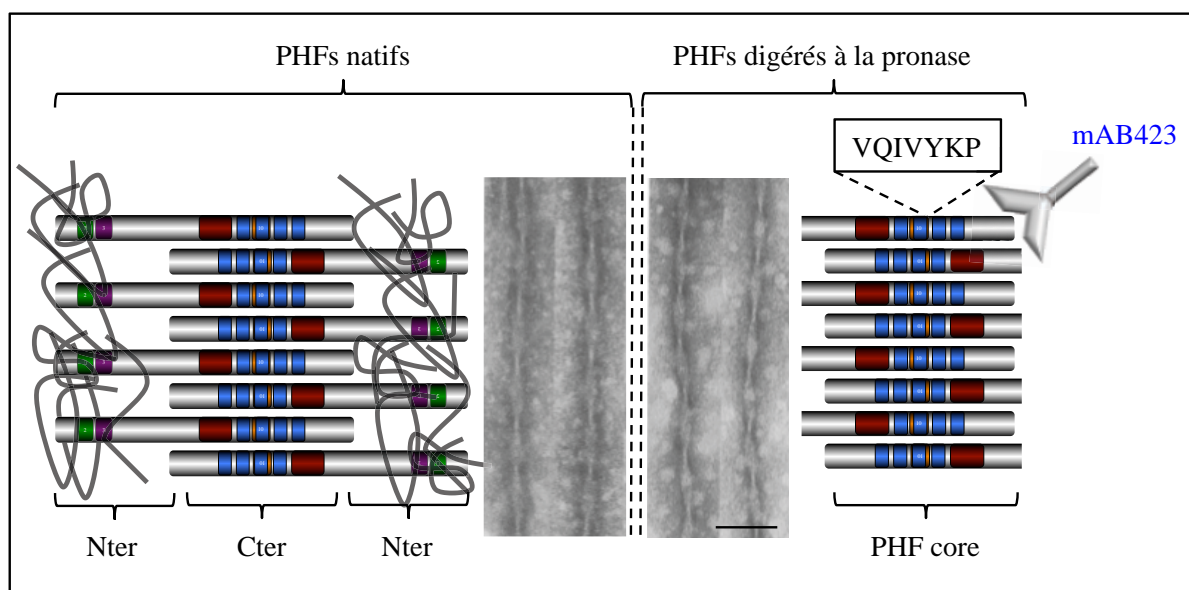 PHFs natifs
PHFs digérés à la pronase
VQIVYKP
mAB423
Nter
Cter
Nter
PHF core